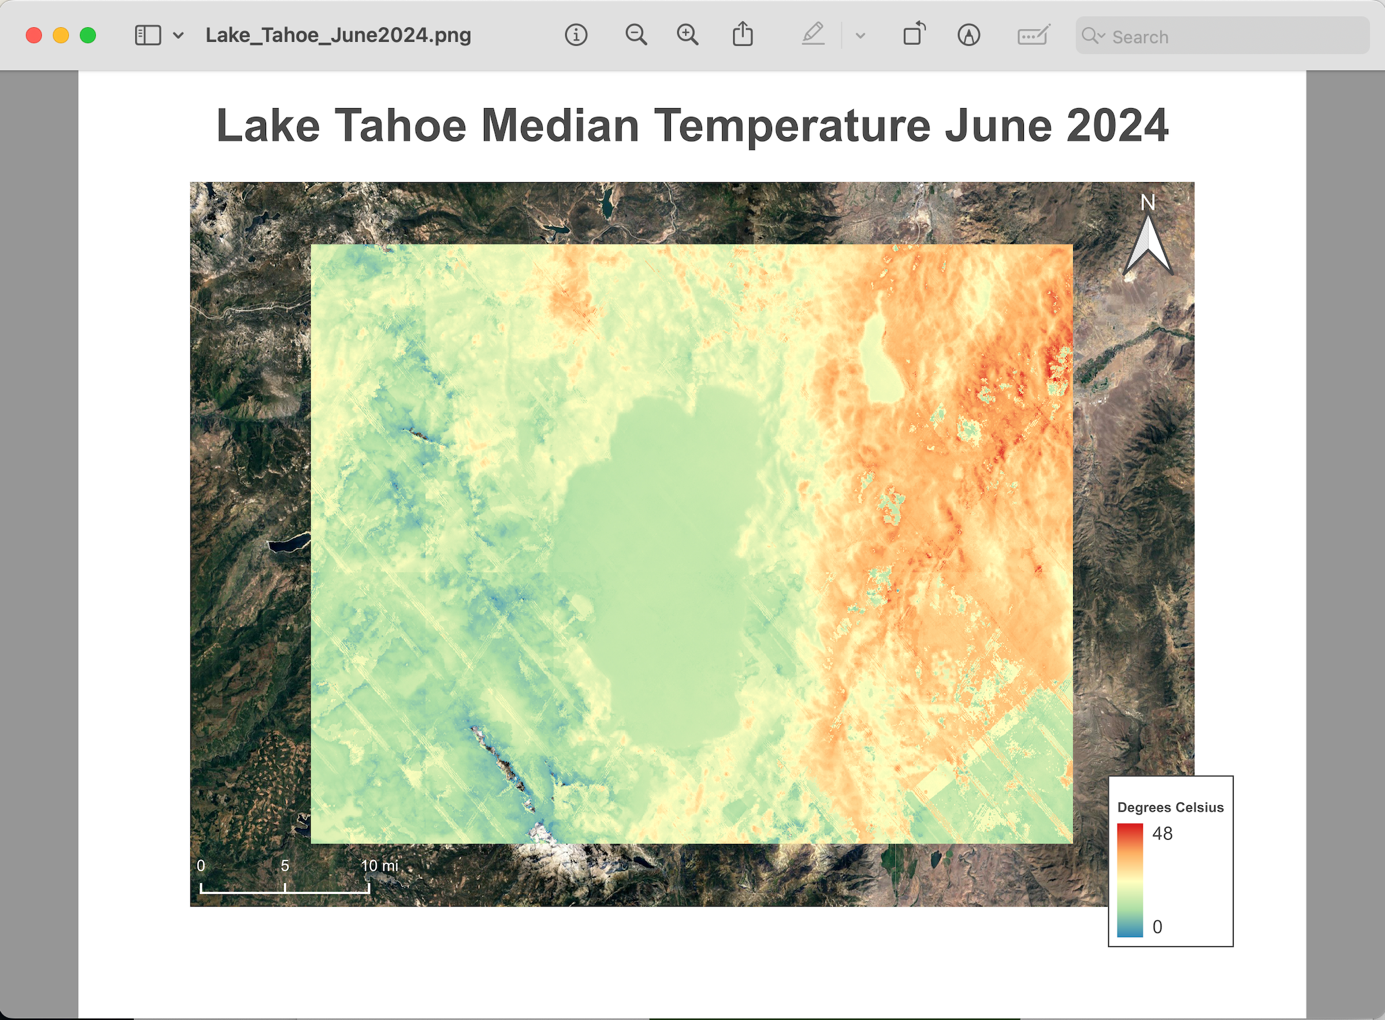 Lake_Tahoe_June2024.png
Search
Lake Tahoe Median Temperature June 2024
N
Degrees Celsius
48
0
0 5 10 mi